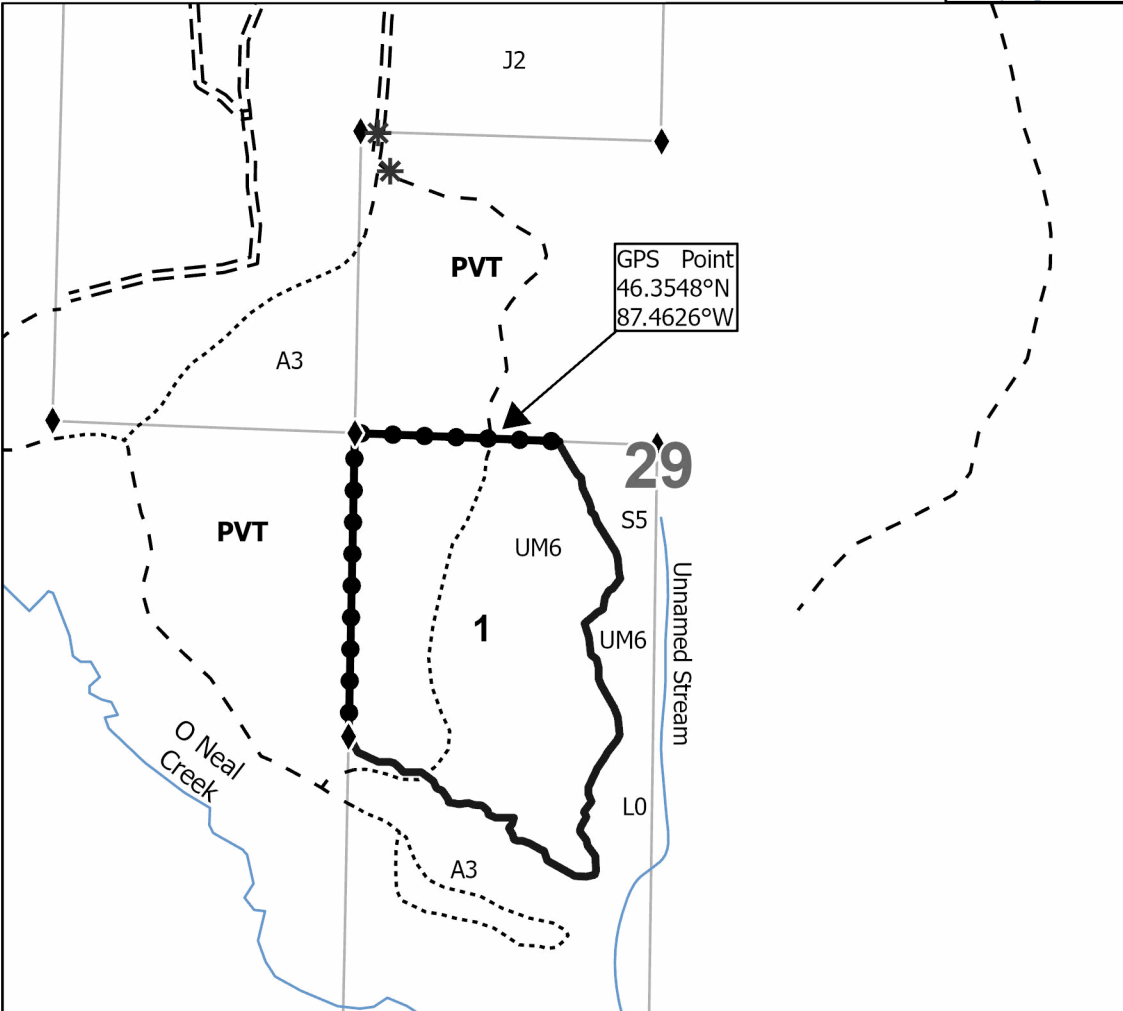 J2
PVT
GPS Point
46.3548°N
87.4626°W
A3
29
S5
PVT
UM6
1
UM6
Unnamed Stream
O Neal
Creek
L0
A3